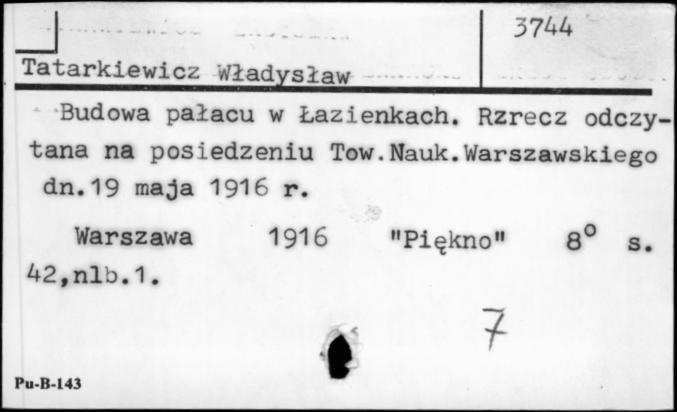 3744
Tatarkiewicz Władysław
Budowa pałacu w Łazienkach. Rzrecz odczy-
tana na posiedzeniu Tow.Nauk.Warszawskiego
dn.19 maja 1916 r.
Warszawa 1916 "Piękno" 8° s.
42,nlb.1.
7
Pu-B-143